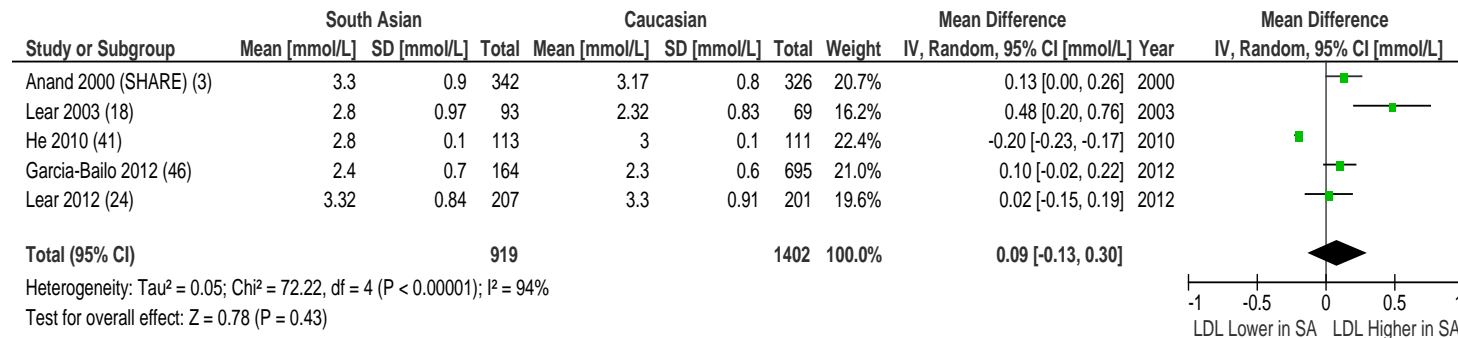 South Asian Caucasian Mean Difference Mean Difference
Study or Subgroup Mean [mmol/L] SD [mmol/L] Total Mean [mmol/L] SD [mmol/L] Total Weight IV, Random, 95% CI [mmol/L] Year IV, Random, 95% CI [mmol/L]
Anand 2000 (SHARE) (3) 3.3 0.9 342 3.17 0.8 326 20.7% 0.13 [0.00, 0.26] 2000
Lear 2003 (18) 2.8 0.97 93 2.32 0.83 69 16.2% 0.48 [0.20, 0.76] 2003
He 2010 (41) 2.8 0.1 113 3 0.1 111 22.4% -0.20 [-0.23, -0.17] 2010
Garcia-Bailo 2012 (46) 2.4 0.7 164 2.3 0.6 695 21.0% 0.10 [-0.02, 0.22] 2012
Lear 2012 (24) 3.32 0.84 207 3.3 0.91 201 19.6% 0.02 [-0.15, 0.19] 2012
Total (95% CI) 919 1402 100.0% 0.09 [-0.13, 0.30]
Heterogeneity: Tau² = 0.05; Chi² = 72.22, df = 4 (P < 0.00001); I² = 94%
Test for overall effect: Z = 0.78 (P = 0.43)
-1 -0.5 0 0.5 1
LDL Lower in SA LDL Higher in SA